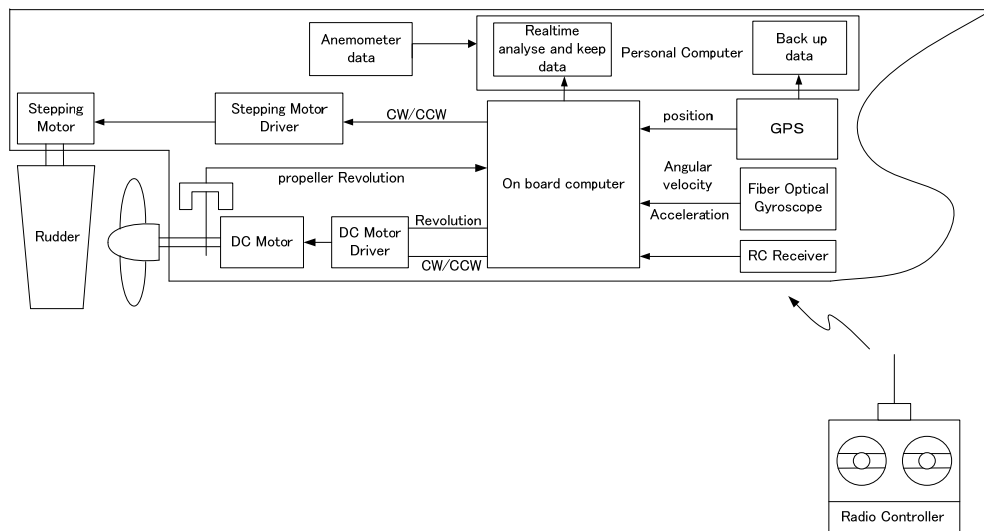 Anemometer
data
Realtime
analyse and keep
data
Personal Computer
Back up
data
Stepping
Motor
Stepping Motor
Driver
CW/CCW
position
GPS
propeller Revolution
On board computer
Angular
velocity
Acceleration
Fiber Optical
Gyroscope
Rudder
DC Motor
DC Motor
Driver
Revolution
CW/CCW
RC Receiver
Radio Controller